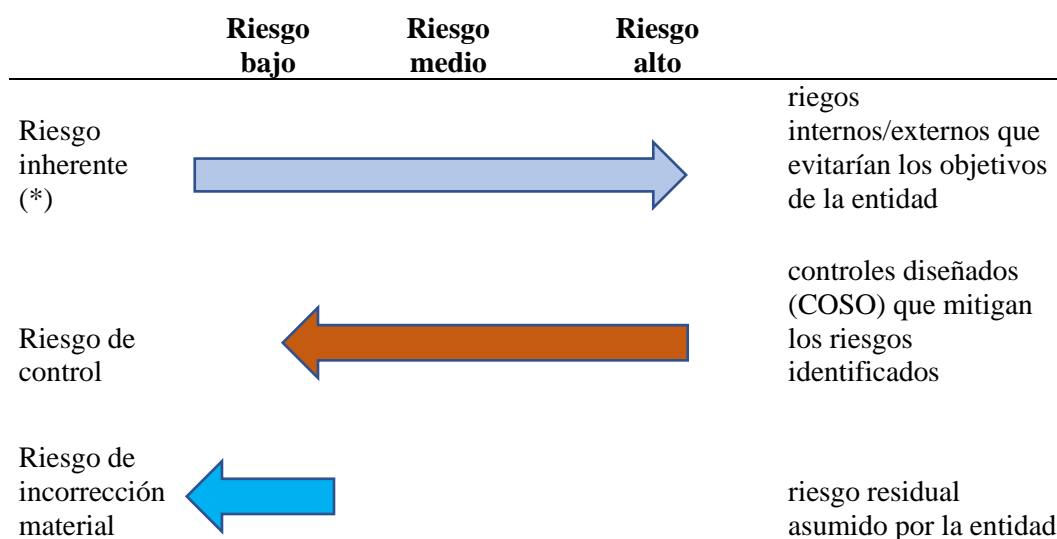 Riesgo bajo
Riesgo medio
Riesgo alto
Riesgo
inherente
(*)
riegos
internos/externos que
evitarían los objetivos
de la entidad
Riesgo de
control
controles diseñados
(COSO) que mitigan
los riesgos
identificados
Riesgo de
incorrección
material
riesgo residual
asumido por la entidad